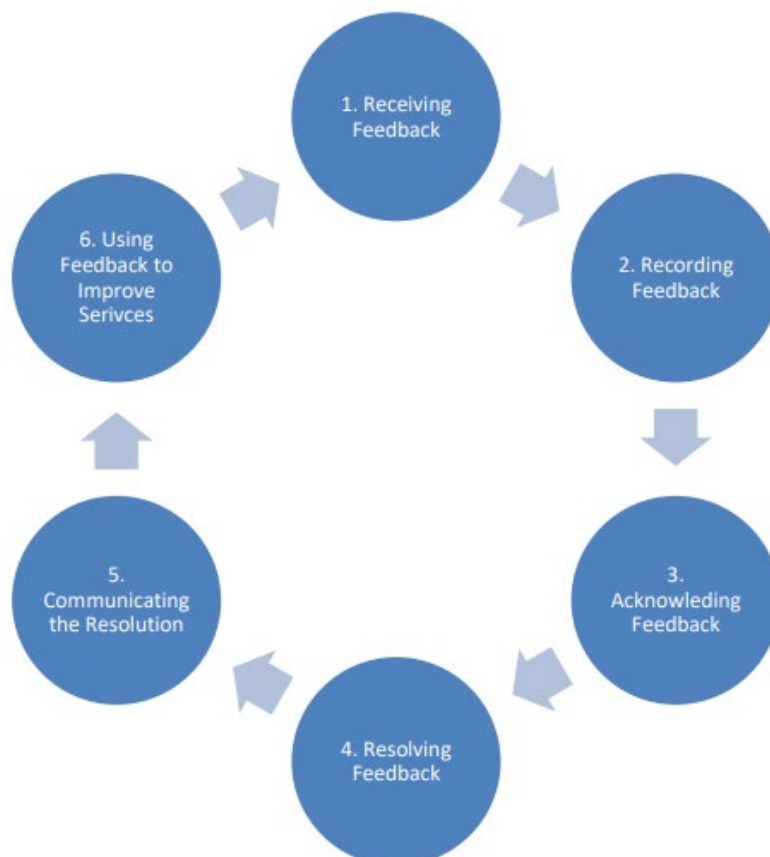 1. Receiving
Feedback
2. Recording
Feedback
3.
Acknowleding
Feedback
4. Resolving
Feedback
5.
Communicating
the Resolution
6. Using
Feedback to
Improve
Serivces